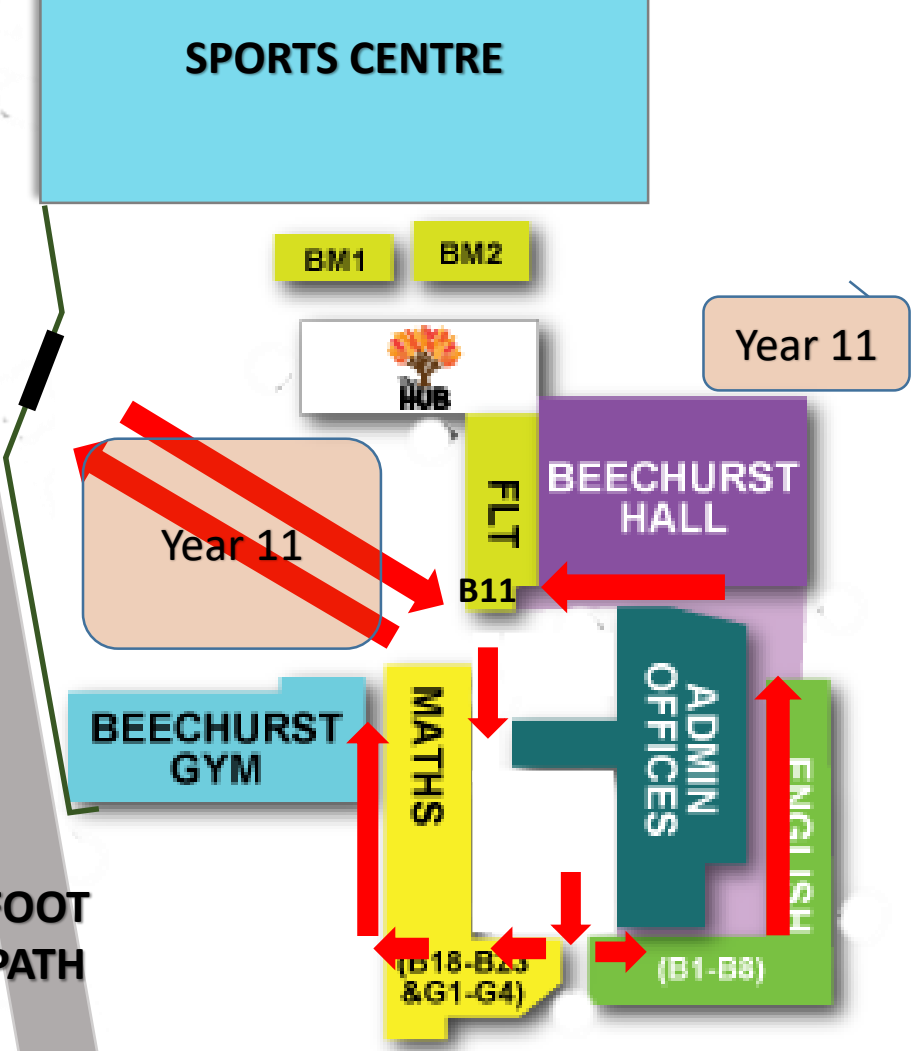 SPORTS CENTRE
BM1
BM2
Year 11
HUB
BEECHURST
HALL
FLT
Year 11
B11
BEECHURST
GYM
MATHS
ADMIN
OFFICES
ENGLISH
FOOT
PATH
&G1-G4)
(B1-B8)